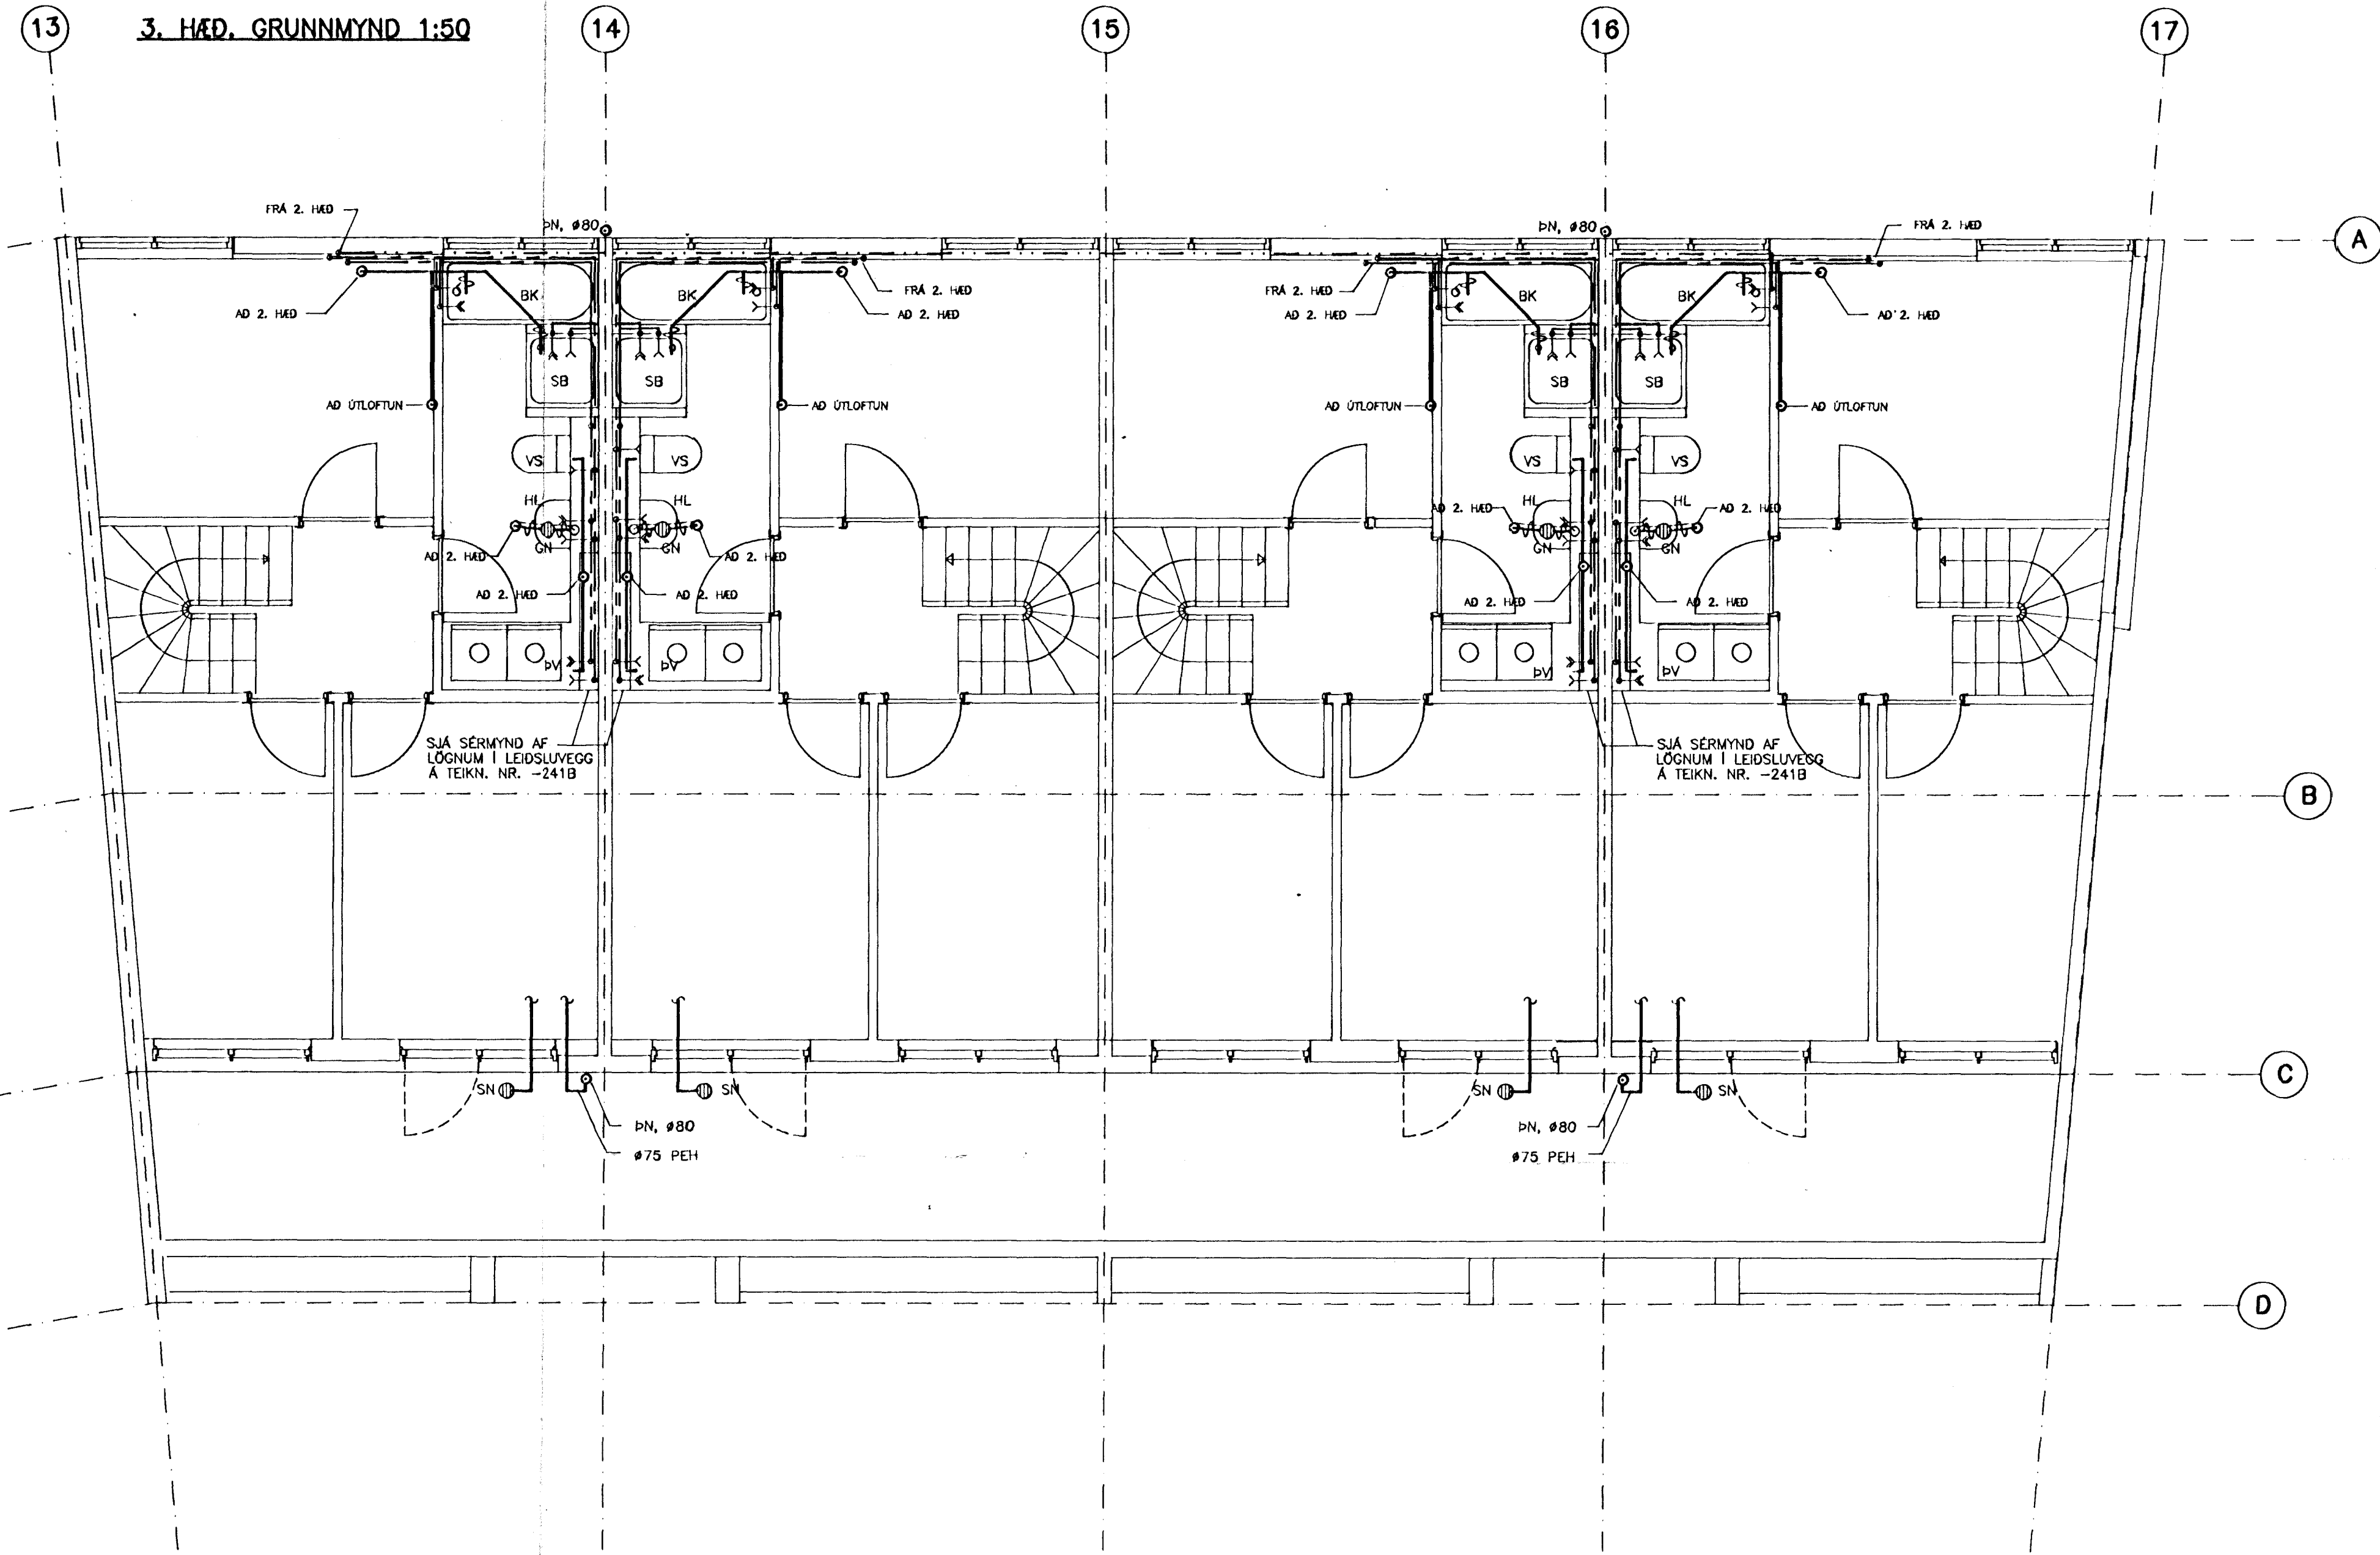 13
3. HÆÐ. GRUNNMYND 1:50
14
15
16
17
FRÁ 2. HÆÐ
ÞN, ø80
ÞN, ø80
FRÁ 2. HÆÐ
A
BK
BK
FRÁ 2. HÆÐ
FRÁ 2. HÆÐ
BK
BK
AÐ 2. HÆÐ
AÐ 2. HÆÐ
AÐ 2. HÆÐ
AÐ 2. HÆÐ
SB
SB
SB
SB
AÐ ÚTLOFTUN
AÐ ÚTLOFTUN
AÐ ÚTLOFTUN
AÐ ÚTLOFTUN
VS
VS
VS
VS
HL
HL
HL
HL
AÐ 2. HÆÐ
AÐ 2. HÆÐ
GN
GN
GN
GN
AÐ 2. HÆÐ
AÐ 2. HÆÐ
AÐ 2. HÆÐ
AÐ 2. HÆÐ
AÐ 2. HÆÐ
AÐ 2. HÆÐ
ÞV
ÞV
ÞV
ÞV
SJÁ SÉRMYND AF
LÖGNUM Í LEIÐSLUVEGG
Á TEIKN. NR. -241B
SJÁ SÉRMYND AF
LÖGNUM Í LEIÐSLUVEGG
Á TEIKN. NR. -241B
B
C
SN
SN
SN
SN
ÞN, ø80
ø75 PEH
ÞN, ø80
ø75 PEH
D